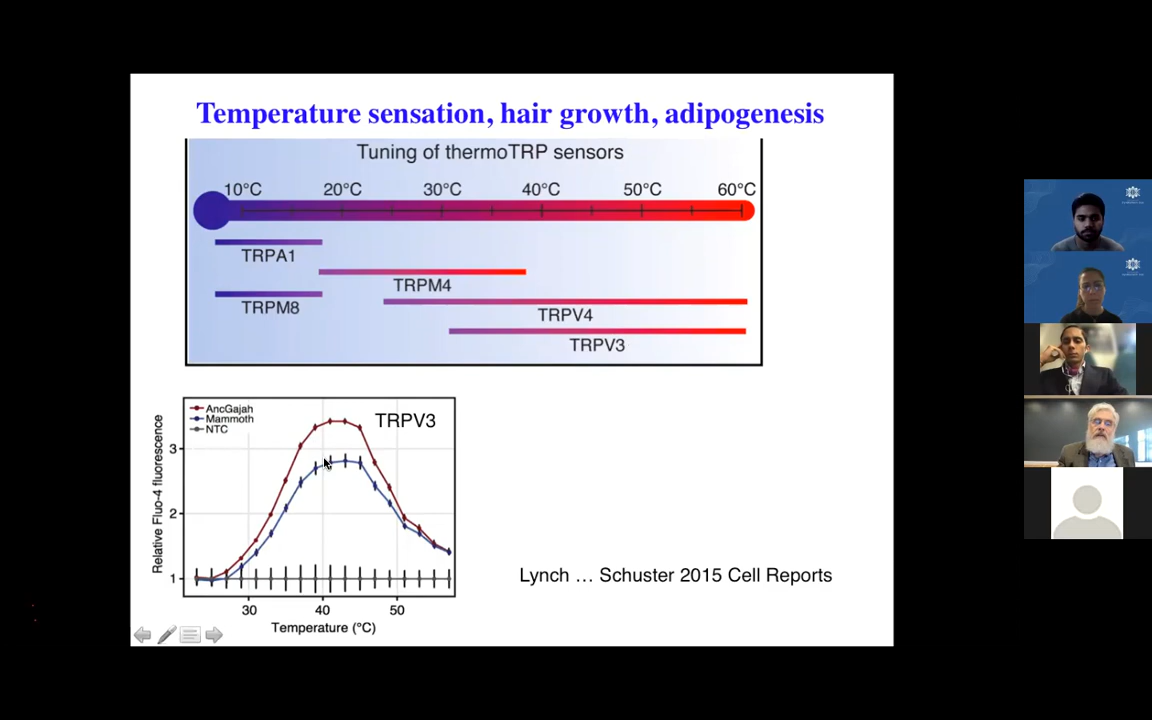 Temperature sensation, hair growth, adipogenesis
Tuning of thermoTRP sensors
10°C 20°C 30°C 40°C 50°C 60°C
TRPA1
TRPM4
TRPM8
TRPV4
TRPV3
AncGajah
Mammoth
NTC
TRPV3
Relative Fluo-4 fluorescence
3
2
1
30 40 50
Temperature (°C)
Lynch … Schuster 2015 Cell Reports